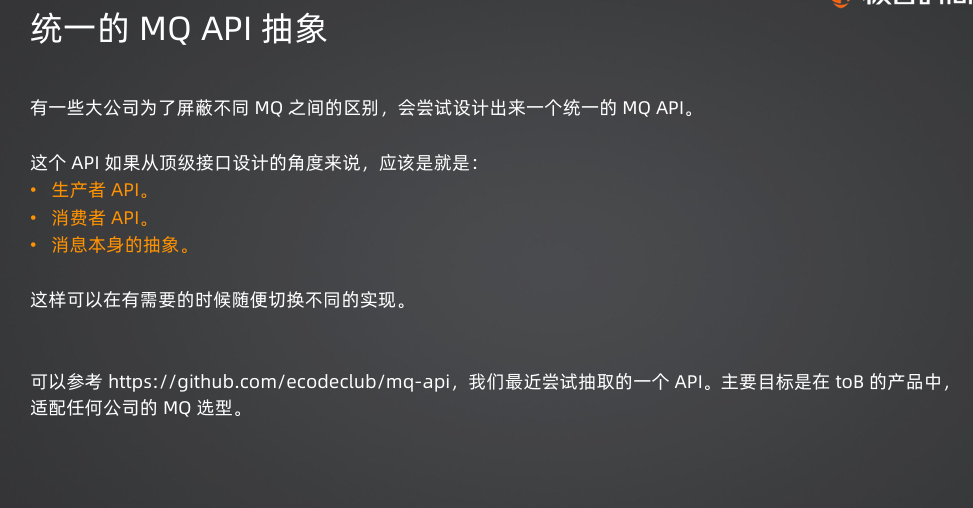 统一的 MQ API 抽象
有一些大公司为了屏蔽不同 MQ 之间的区别，会尝试设计出来一个统一的 MQ API。
这个 API 如果从顶级接口设计的角度来说，应该是就是：
• 生产者 API。
• 消费者 API。
• 消息本身的抽象。
这样可以在有需要的时候随便切换不同的实现。
可以参考 https://github.com/ecodeclub/mq-api，我们最近尝试抽取的一个 API。主要目标是在 toB 的产品中，
适配任何公司的 MQ 选型。